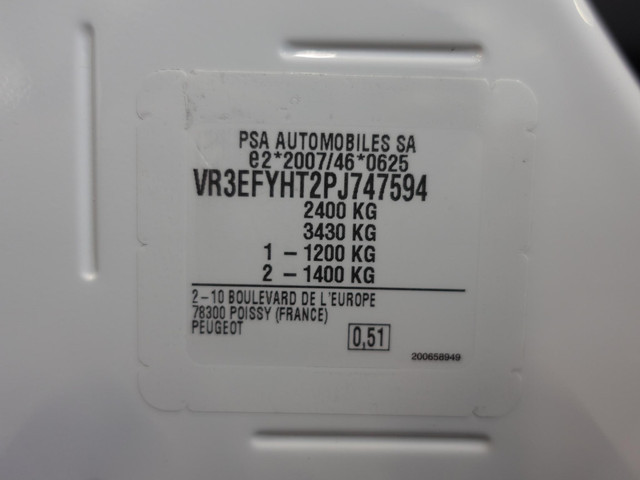 PSA AUTOMOBILES SA
e2*2007/46*0625
VR3EFYHT2PJ747594
2400 KG
3430 KG
1 – 1200 KG
2 – 1400 KG
2–10 BOULEVARD DE L'EUROPE
78300 POISSY (FRANCE)
PEUGEOT
0,51
200658949